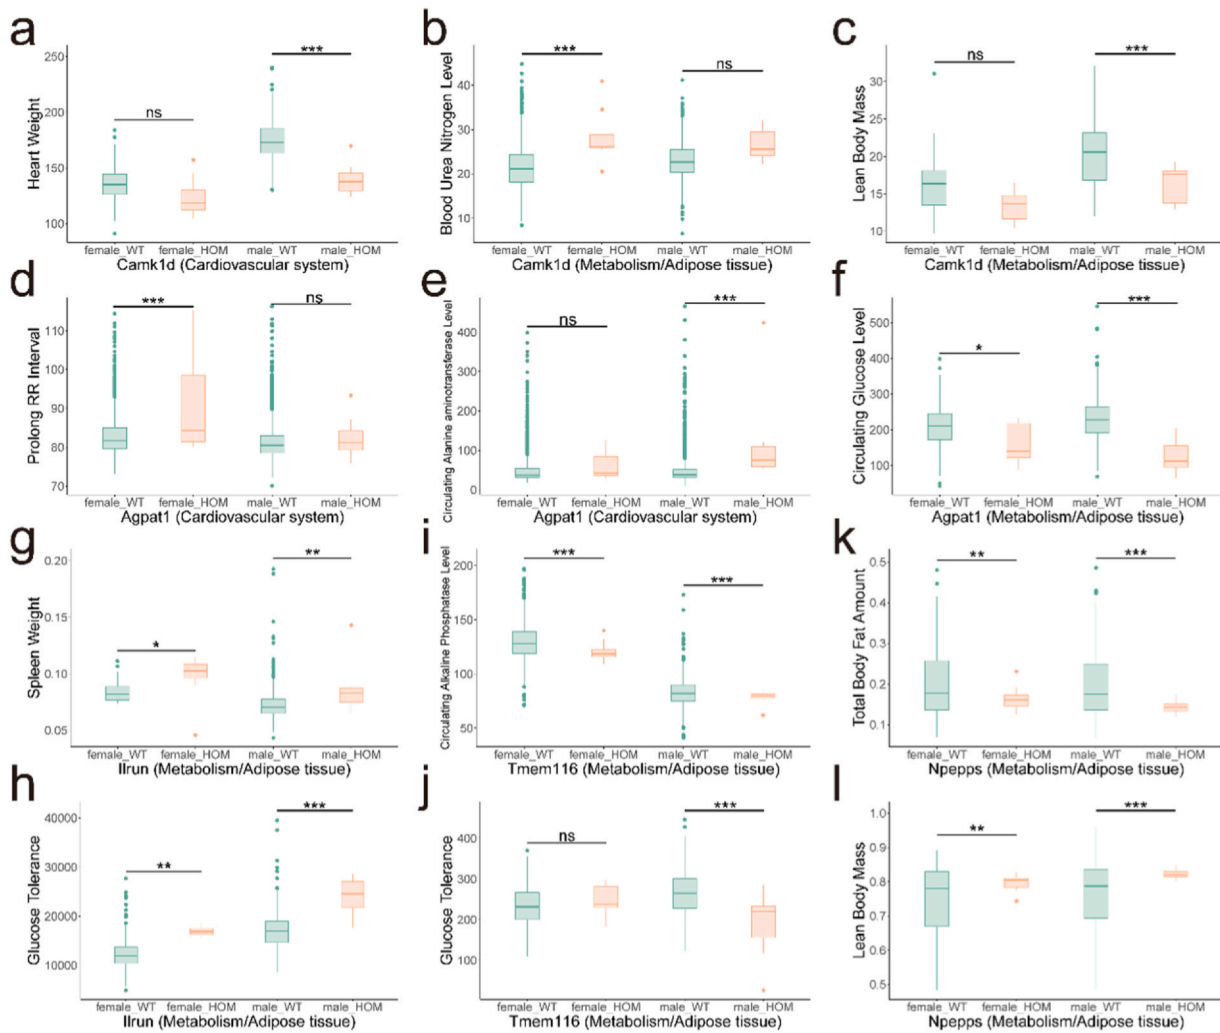 a
b
c
***
***
ns
ns
ns
***
Heart Weight
250
200
150
100
Blood Urea Nitrogen Level
40
30
20
10
Lean Body Mass
30
25
20
15
10
female_WT female_HOM male_WT male_HOM
female_WT female_HOM male_WT male_HOM
female_WT female_HOM male_WT male_HOM
Camk1d (Cardiovascular system)
Camk1d (Metabolism/Adipose tissue)
Camk1d (Metabolism/Adipose tissue)
d
e
f
***
ns
ns
***
*
***
Prolong RR Interval
110
100
90
80
70
Circulating Alanine aminotransferase Level
400
300
200
100
0
Circulating Glucose Level
500
400
300
200
100
female_WT female_HOM male_WT male_HOM
female_WT female_HOM male_WT male_HOM
female_WT female_HOM male_WT male_HOM
Agpat1 (Cardiovascular system)
Agpat1 (Cardiovascular system)
Agpat1 (Metabolism/Adipose tissue)
g
i
k
*
**
***
***
**
***
Spleen Weight
0.20
0.15
0.10
0.05
Circulating Alkaline Phosphatase Level
200
150
100
50
Total Body Fat Amount
0.5
0.4
0.3
0.2
0.1
female_WT female_HOM male_WT male_HOM
female_WT female_HOM male_WT male_HOM
female_WT female_HOM male_WT male_HOM
Ilrun (Metabolism/Adipose tissue)
Tmem116 (Metabolism/Adipose tissue)
Npepps (Metabolism/Adipose tissue)
h
j
l
**
***
ns
***
**
***
Glucose Tolerance
40000
30000
20000
10000
Glucose Tolerance
400
300
200
100
Lean Body Mass
1.0
0.9
0.8
0.7
0.6
0.5
female_WT female_HOM male_WT male_HOM
female_WT female_HOM male_WT male_HOM
female_WT female_HOM male_WT male_HOM
Ilrun (Metabolism/Adipose tissue)
Tmem116 (Metabolism/Adipose tissue)
Npepps (Metabolism/Adipose tissue)